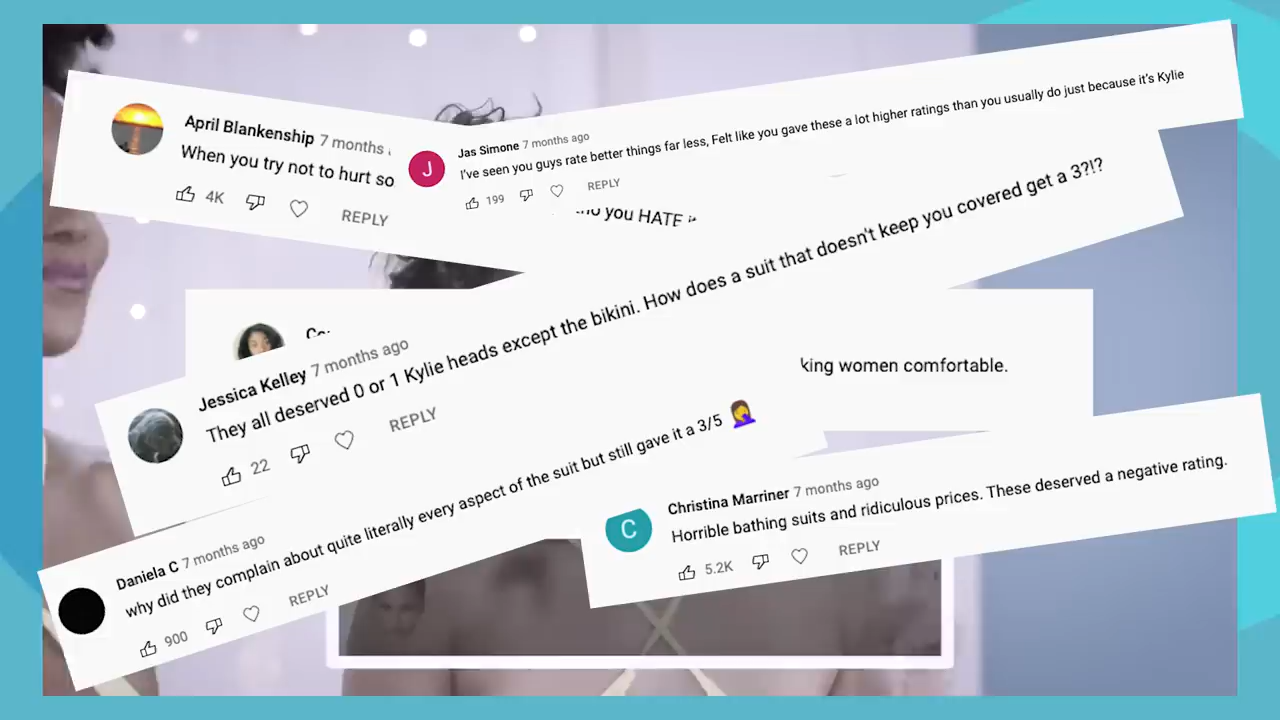 April Blankenship 7 months
When you try not to hurt so
4K REPLY
Jas Simone 7 months ago
I've seen you guys rate better things far less, Felt like you gave these a lot higher ratings than you usually do just because it's Kylie
199 REPLY
you HATE
Jessica Kelley 7 months ago
They all deserved 0 or 1 Kylie heads except the bikini. How does a suit that doesn't keep you covered get a 3?!?
22 REPLY
women comfortable.
Daniela C 7 months ago
why did they complain about quite literally every aspect of the suit but still gave it a 3/5 🤦‍♀️
900 REPLY
C
Christina Marriner 7 months ago
Horrible bathing suits and ridiculous prices. These deserved a negative rating.
5.2K REPLY
J